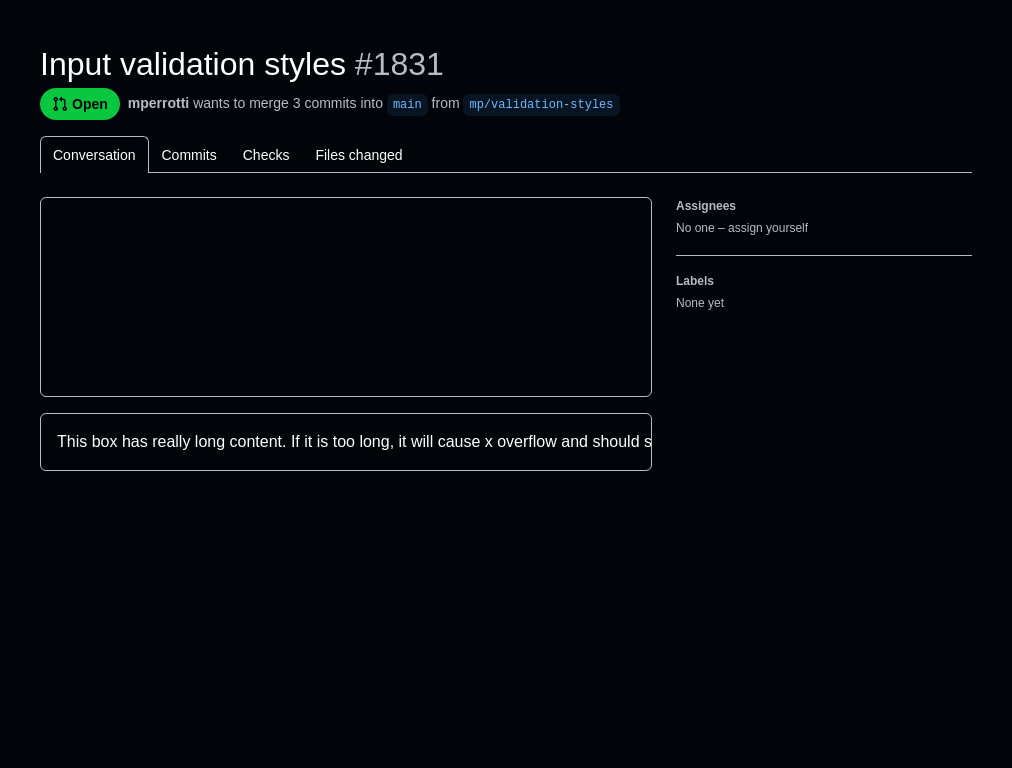 Input validation styles #1831
Open mperrotti wants to merge 3 commits into main from mp/validation-styles
Conversation Commits Checks Files changed
Assignees
No one – assign yourself
Labels
None yet
This box has really long content. If it is too long, it will cause x overflow and should s